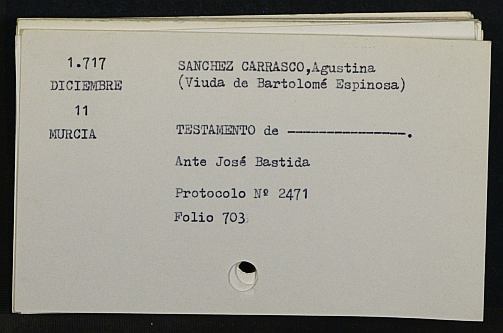 1.717
DICIEMBRE
11
MURCIA
SANCHEZ CARRASCO,Agustina
(Viuda de Bartolomé Espinosa)
TESTAMENTO de ---------------.
Ante José Bastida
Protocolo Nº 2471
Folio 703